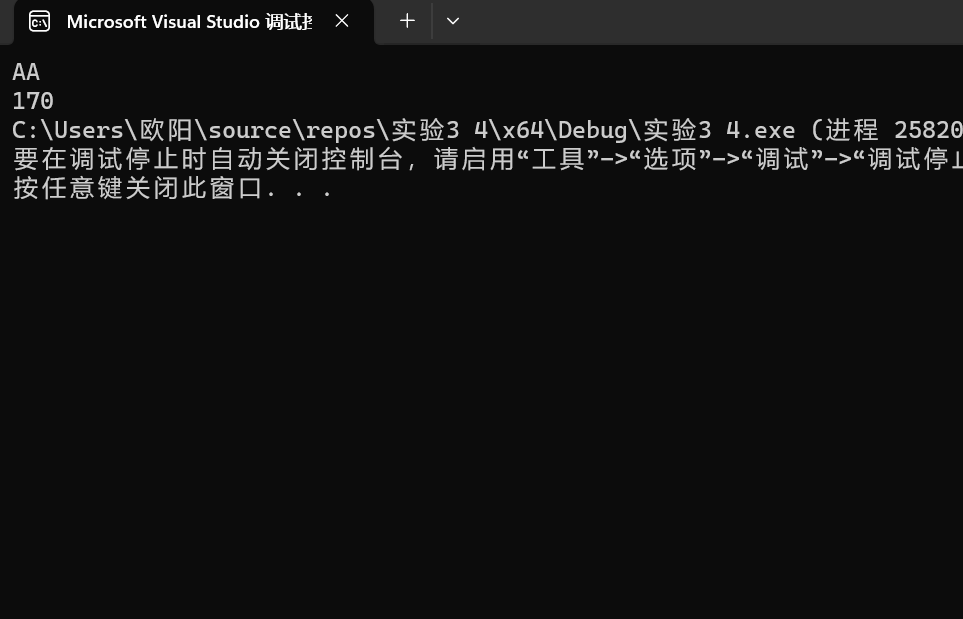 Microsoft Visual Studio 调试
AA
170
C:\Users\欧阳\source\repos\实验3 4\x64\Debug\实验3 4.exe (进程 25820
要在调试停止时自动关闭控制台, 请启用“工具”->“选项”->“调试”->“调试停止
按任意键关闭此窗口. . .